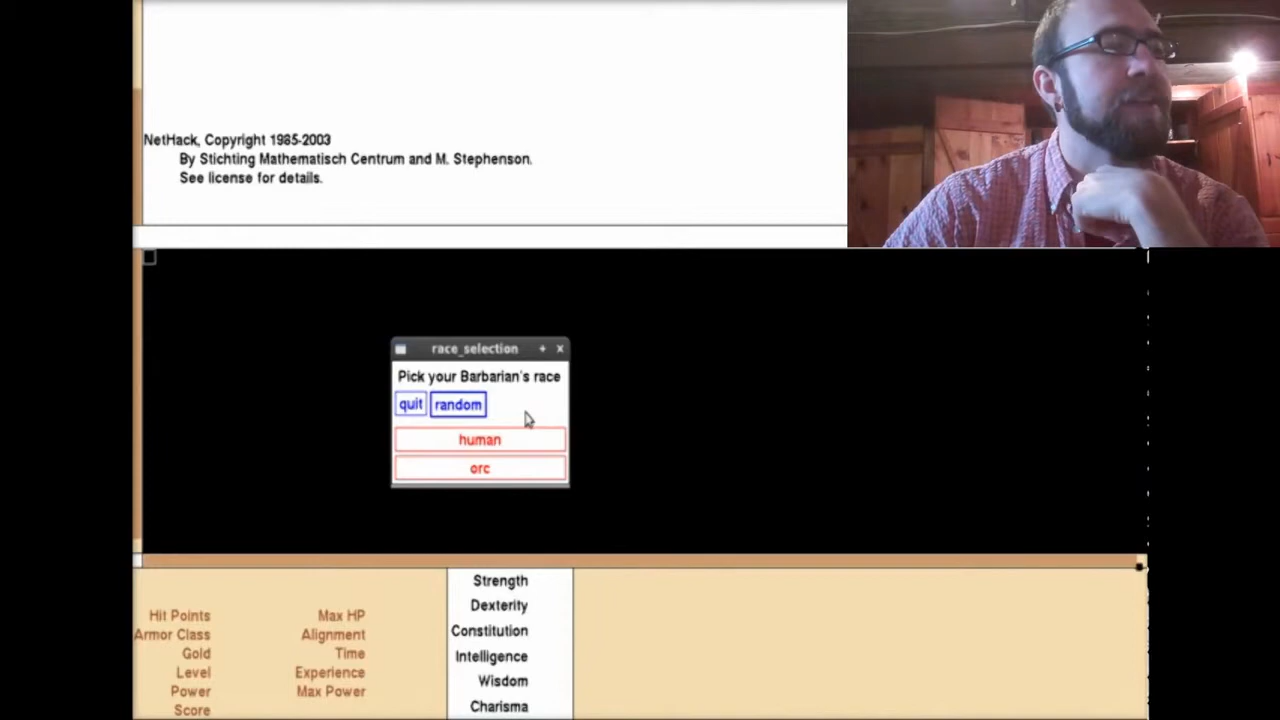 NetHack, Copyright 1985-2003
By Stichting Mathematisch Centrum and M. Stephenson.
See license for details.
race_selection
Pick your Barbarian's race
quit random
human
orc
Hit Points Max HP
Armor Class Alignment
Gold Time
Level Experience
Power Max Power
Score
Strength
Dexterity
Constitution
Intelligence
Wisdom
Charisma